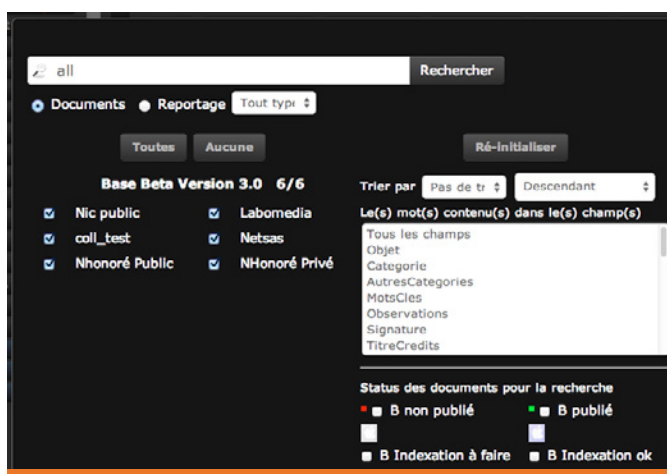 all
Rechercher
Documents Reportage Tout type
Toutes Aucune
Ré-initialiser
Base Beta Version 3.0 6/6
Trier par Pas de tr Descendant
Nic public Labomedia
Le(s) mot(s) contenu(s) dans le(s) champ(s)
coll_test Netsas
Nhonoré Public NHonoré Privé
Tous les champs
Objet
Categorie
AutresCategories
MotsCles
Observations
Signature
TitreCredits
Status des documents pour la recherche
B non publié B publié
B Indexation à faire B Indexation ok